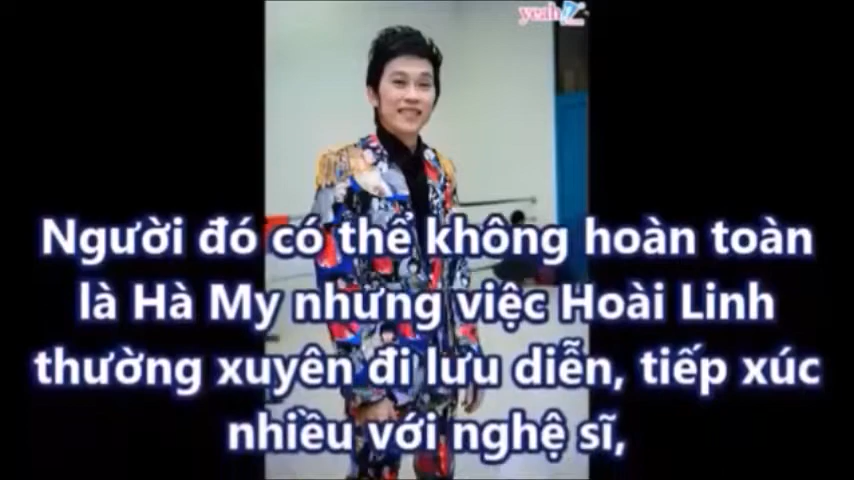 yeah1
Người đó có thể không hoàn toàn
là Hà My nhưng việc Hoài Linh
thường xuyên đi lưu diễn, tiếp xúc
nhiều với nghệ sĩ,